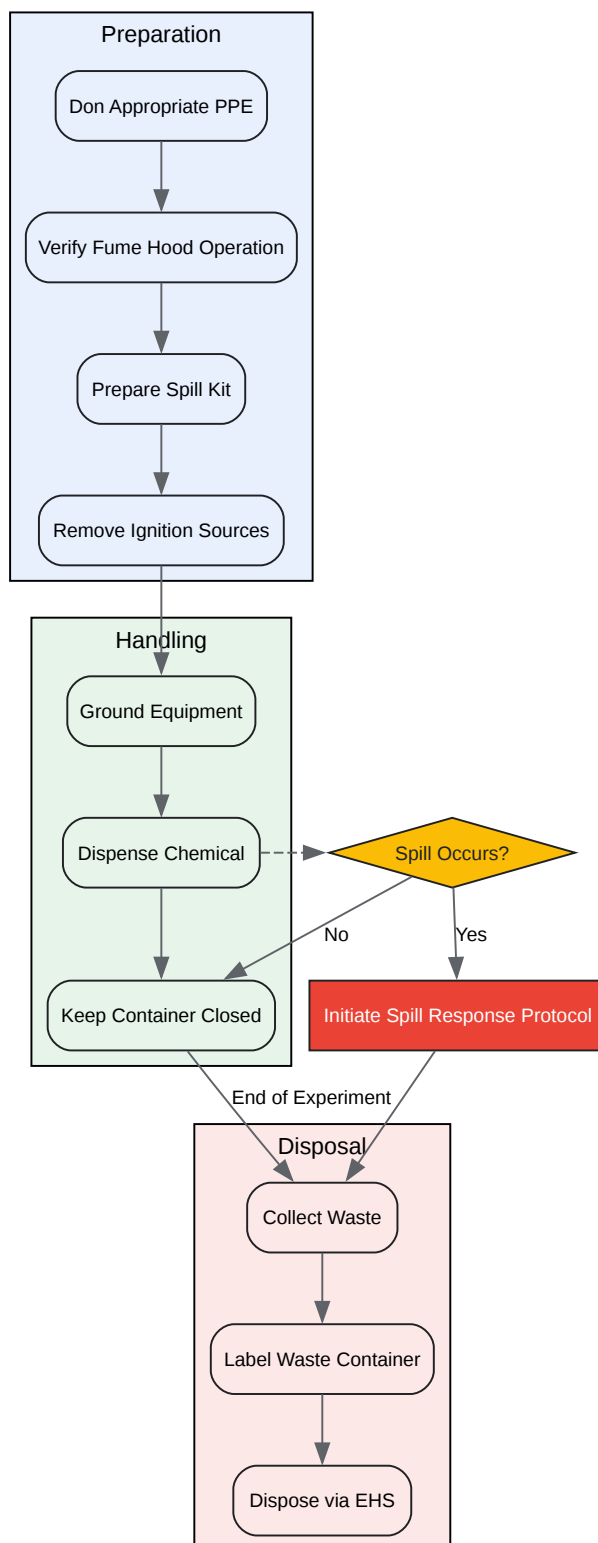 Preparation
Don Appropriate PPE
Verify Fume Hood Operation
Prepare Spill Kit
Remove Ignition Sources
Handling
Ground Equipment
Dispense Chemical
Spill Occurs?
No
Yes
Keep Container Closed
Initiate Spill Response Protocol
End of Experiment
Disposal
Collect Waste
Label Waste Container
Dispose via EHS